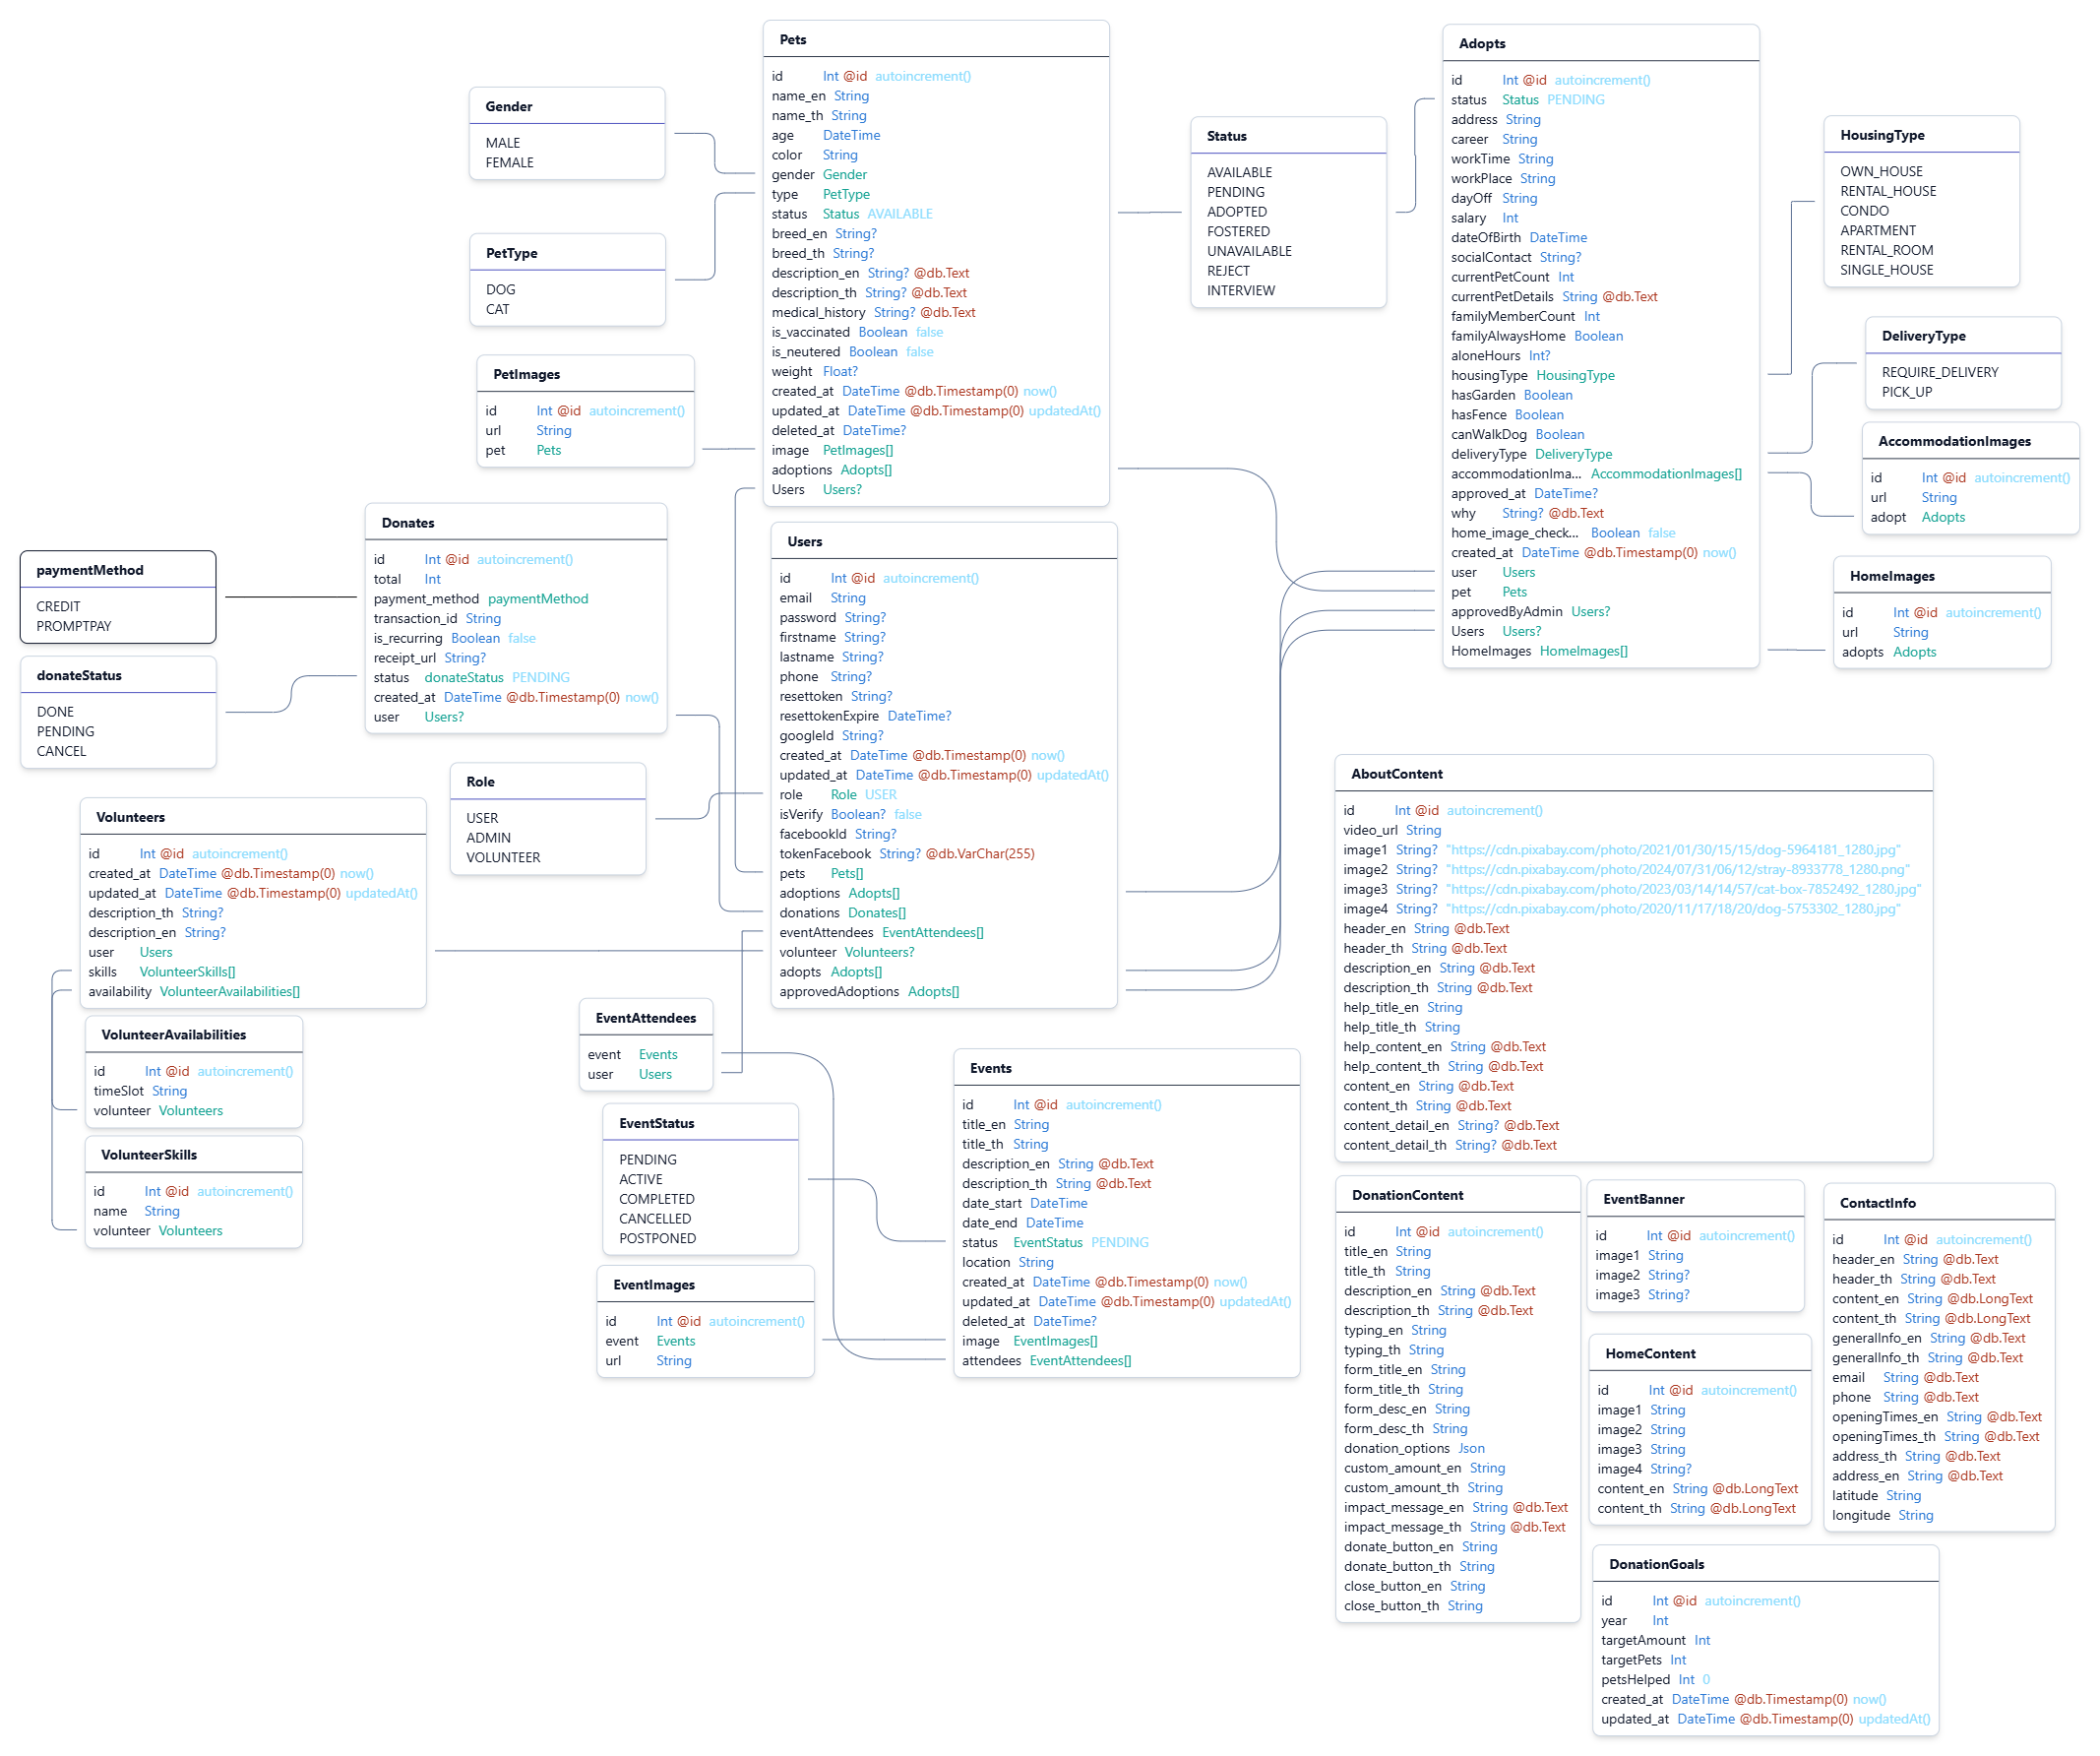 Pets
id Int @id autoincrement()
name_en String
name_th String
age DateTime
color String
gender Gender
type PetType
status Status AVAILABLE
breed_en String?
breed_th String?
description_en String? @db.Text
description_th String? @db.Text
medical_history String? @db.Text
is_vaccinated Boolean false
is_neutered Boolean false
weight Float?
created_at DateTime @db.Timestamp(0) now()
updated_at DateTime @db.Timestamp(0) updatedAt()
deleted_at DateTime?
image PetImages[]
adoptions Adopts[]
Users Users?
Gender
MALE
FEMALE
PetType
DOG
CAT
PetImages
id Int @id autoincrement()
url String
pet Pets
Status
AVAILABLE
PENDING
ADOPTED
FOSTERED
UNAVAILABLE
REJECT
INTERVIEW
Adopts
id Int @id autoincrement()
status Status PENDING
address String
career String
workTime String
workPlace String
dayOff String
salary Int
dateOfBirth DateTime
socialContact String?
currentPetCount Int
currentPetDetails String @db.Text
familyMemberCount Int
familyAlwaysHome Boolean
aloneHours Int?
housingType HousingType
hasGarden Boolean
hasFence Boolean
canWalkDog Boolean
deliveryType DeliveryType
accommodationIma... AccommodationImages[]
approved_at DateTime?
why String? @db.Text
home_image_check... Boolean false
created_at DateTime @db.Timestamp(0) now()
user Users
pet Pets
approvedByAdmin Users?
Users Users?
HomeImages HomeImages[]
HousingType
OWN_HOUSE
RENTAL_HOUSE
CONDO
APARTMENT
RENTAL_ROOM
SINGLE_HOUSE
DeliveryType
REQUIRE_DELIVERY
PICK_UP
AccommodationImages
id Int @id autoincrement()
url String
adopt Adopts
HomeImages
id Int @id autoincrement()
url String
adopts Adopts
Donates
id Int @id autoincrement()
total Int
payment_method paymentMethod
transaction_id String
is_recurring Boolean false
receipt_url String?
status donateStatus PENDING
created_at DateTime @db.Timestamp(0) now()
user Users?
paymentMethod
CREDIT
PROMPTPAY
donateStatus
DONE
PENDING
CANCEL
Users
id Int @id autoincrement()
email String
password String?
firstname String?
lastname String?
phone String?
resettoken String?
resettokenExpire DateTime?
googleId String?
created_at DateTime @db.Timestamp(0) now()
updated_at DateTime @db.Timestamp(0) updatedAt()
role Role USER
isVerify Boolean? false
facebookId String?
tokenFacebook String? @db.VarChar(255)
pets Pets[]
adoptions Adopts[]
donations Donates[]
eventAttendees EventAttendees[]
volunteer Volunteers?
adopts Adopts[]
approvedAdoptions Adopts[]
Role
USER
ADMIN
VOLUNTEER
Volunteers
id Int @id autoincrement()
created_at DateTime @db.Timestamp(0) now()
updated_at DateTime @db.Timestamp(0) updatedAt()
description_th String?
description_en String?
user Users
skills VolunteerSkills[]
availability VolunteerAvailabilities[]
VolunteerAvailabilities
id Int @id autoincrement()
timeSlot String
volunteer Volunteers
VolunteerSkills
id Int @id autoincrement()
name String
volunteer Volunteers
EventAttendees
event Events
user Users
EventStatus
PENDING
ACTIVE
COMPLETED
CANCELLED
POSTPONED
EventImages
id Int @id autoincrement()
event Events
url String
Events
id Int @id autoincrement()
title_en String
title_th String
description_en String @db.Text
description_th String @db.Text
date_start DateTime
date_end DateTime
status EventStatus PENDING
location String
created_at DateTime @db.Timestamp(0) now()
updated_at DateTime @db.Timestamp(0) updatedAt()
deleted_at DateTime?
image EventImages[]
attendees EventAttendees[]
AboutContent
id Int @id autoincrement()
video_url String
image1 String? "https://cdn.pixabay.com/photo/2021/01/30/15/15/dog-5964181_1280.jpg"
image2 String? "https://cdn.pixabay.com/photo/2024/07/31/06/12/stray-8933778_1280.png"
image3 String? "https://cdn.pixabay.com/photo/2023/03/14/14/57/cat-box-7852492_1280.jpg"
image4 String? "https://cdn.pixabay.com/photo/2020/11/17/18/20/dog-5753302_1280.jpg"
header_en String @db.Text
header_th String @db.Text
description_en String @db.Text
description_th String @db.Text
help_title_en String
help_title_th String
help_content_en String @db.Text
help_content_th String @db.Text
content_en String @db.Text
content_th String @db.Text
content_detail_en String? @db.Text
content_detail_th String? @db.Text
DonationContent
id Int @id autoincrement()
title_en String
title_th String
description_en String @db.Text
description_th String @db.Text
typing_en String
typing_th String
form_title_en String
form_title_th String
form_desc_en String
form_desc_th String
donation_options Json
custom_amount_en String
custom_amount_th String
impact_message_en String @db.Text
impact_message_th String @db.Text
donate_button_en String
donate_button_th String
close_button_en String
close_button_th String
EventBanner
id Int @id autoincrement()
image1 String
image2 String?
image3 String?
HomeContent
id Int @id autoincrement()
image1 String
image2 String
image3 String
image4 String?
content_en String @db.LongText
content_th String @db.LongText
ContactInfo
id Int @id autoincrement()
header_en String @db.Text
header_th String @db.Text
content_en String @db.LongText
content_th String @db.LongText
generalInfo_en String @db.Text
generalInfo_th String @db.Text
email String @db.Text
phone String @db.Text
openingTimes_en String @db.Text
openingTimes_th String @db.Text
address_th String @db.Text
address_en String @db.Text
latitude String
longitude String
DonationGoals
id Int @id autoincrement()
year Int
targetAmount Int
targetPets Int
petsHelped Int 0
created_at DateTime @db.Timestamp(0) now()
updated_at DateTime @db.Timestamp(0) updatedAt()